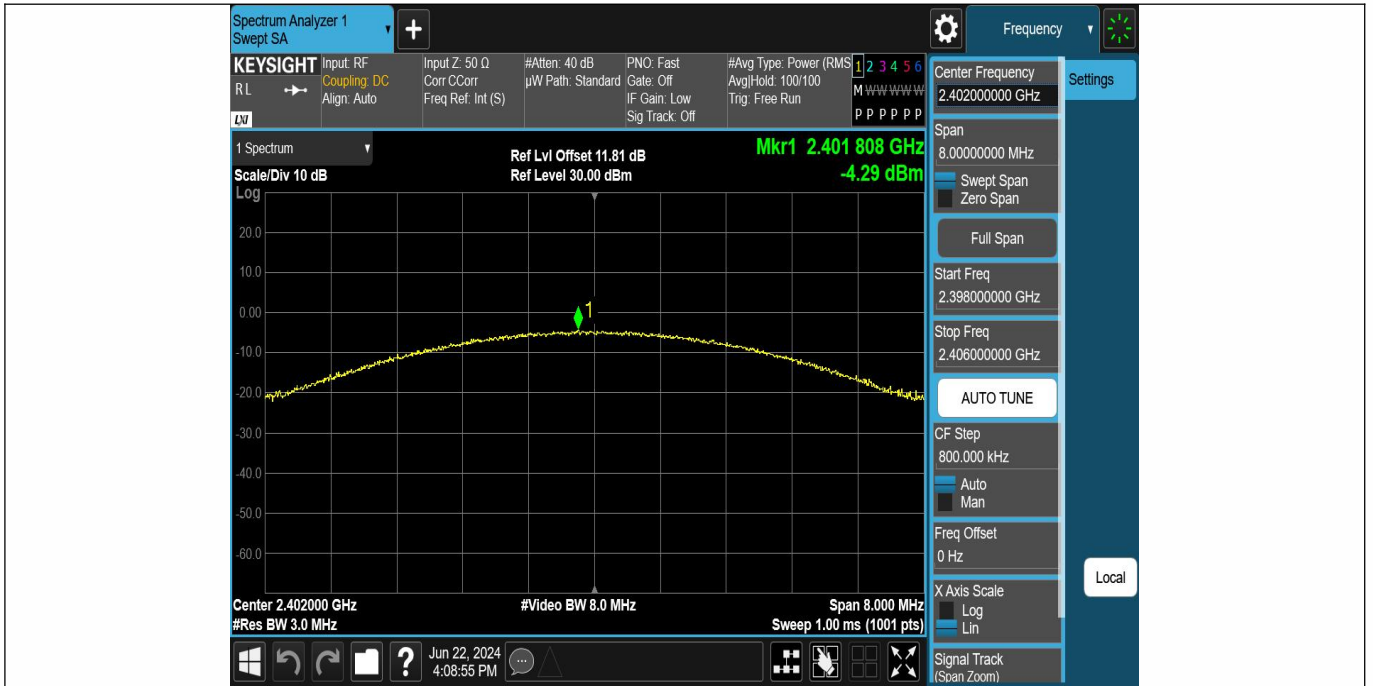 Spectrum Analyzer 1
Swept SA
+
Frequency
KEYSIGHT
RL
LXI
Input: RF
Coupling: DC
Align: Auto
Input Z: 50 Ω
Corr CCorr
Freq Ref: Int (S)
#Atten: 40 dB
µW Path: Standard
PNO: Fast
Gate: Off
IF Gain: Low
Sig Track: Off
#Avg Type: Power (RMS
Avg|Hold: 100/100
Trig: Free Run
1 2 3 4 5 6
M W W W W W
P P P P P P
1 Spectrum
Scale/Div 10 dB
Ref Lvl Offset 11.81 dB
Ref Level 30.00 dBm
Mkr1 2.401 808 GHz
-4.29 dBm
Log
20.0
10.0
0.00
-10.0
-20.0
-30.0
-40.0
-50.0
-60.0
1
Center 2.402000 GHz
#Res BW 3.0 MHz
#Video BW 8.0 MHz
Span 8.000 MHz
Sweep 1.00 ms (1001 pts)
?
Jun 22, 2024
4:08:55 PM
Center Frequency
2.402000000 GHz
Settings
Span
8.00000000 MHz
Swept Span
Zero Span
Full Span
Start Freq
2.398000000 GHz
Stop Freq
2.406000000 GHz
AUTO TUNE
CF Step
800.000 kHz
Auto
Man
Freq Offset
0 Hz
Local
X Axis Scale
Log
Lin
Signal Track
(Span Zoom)